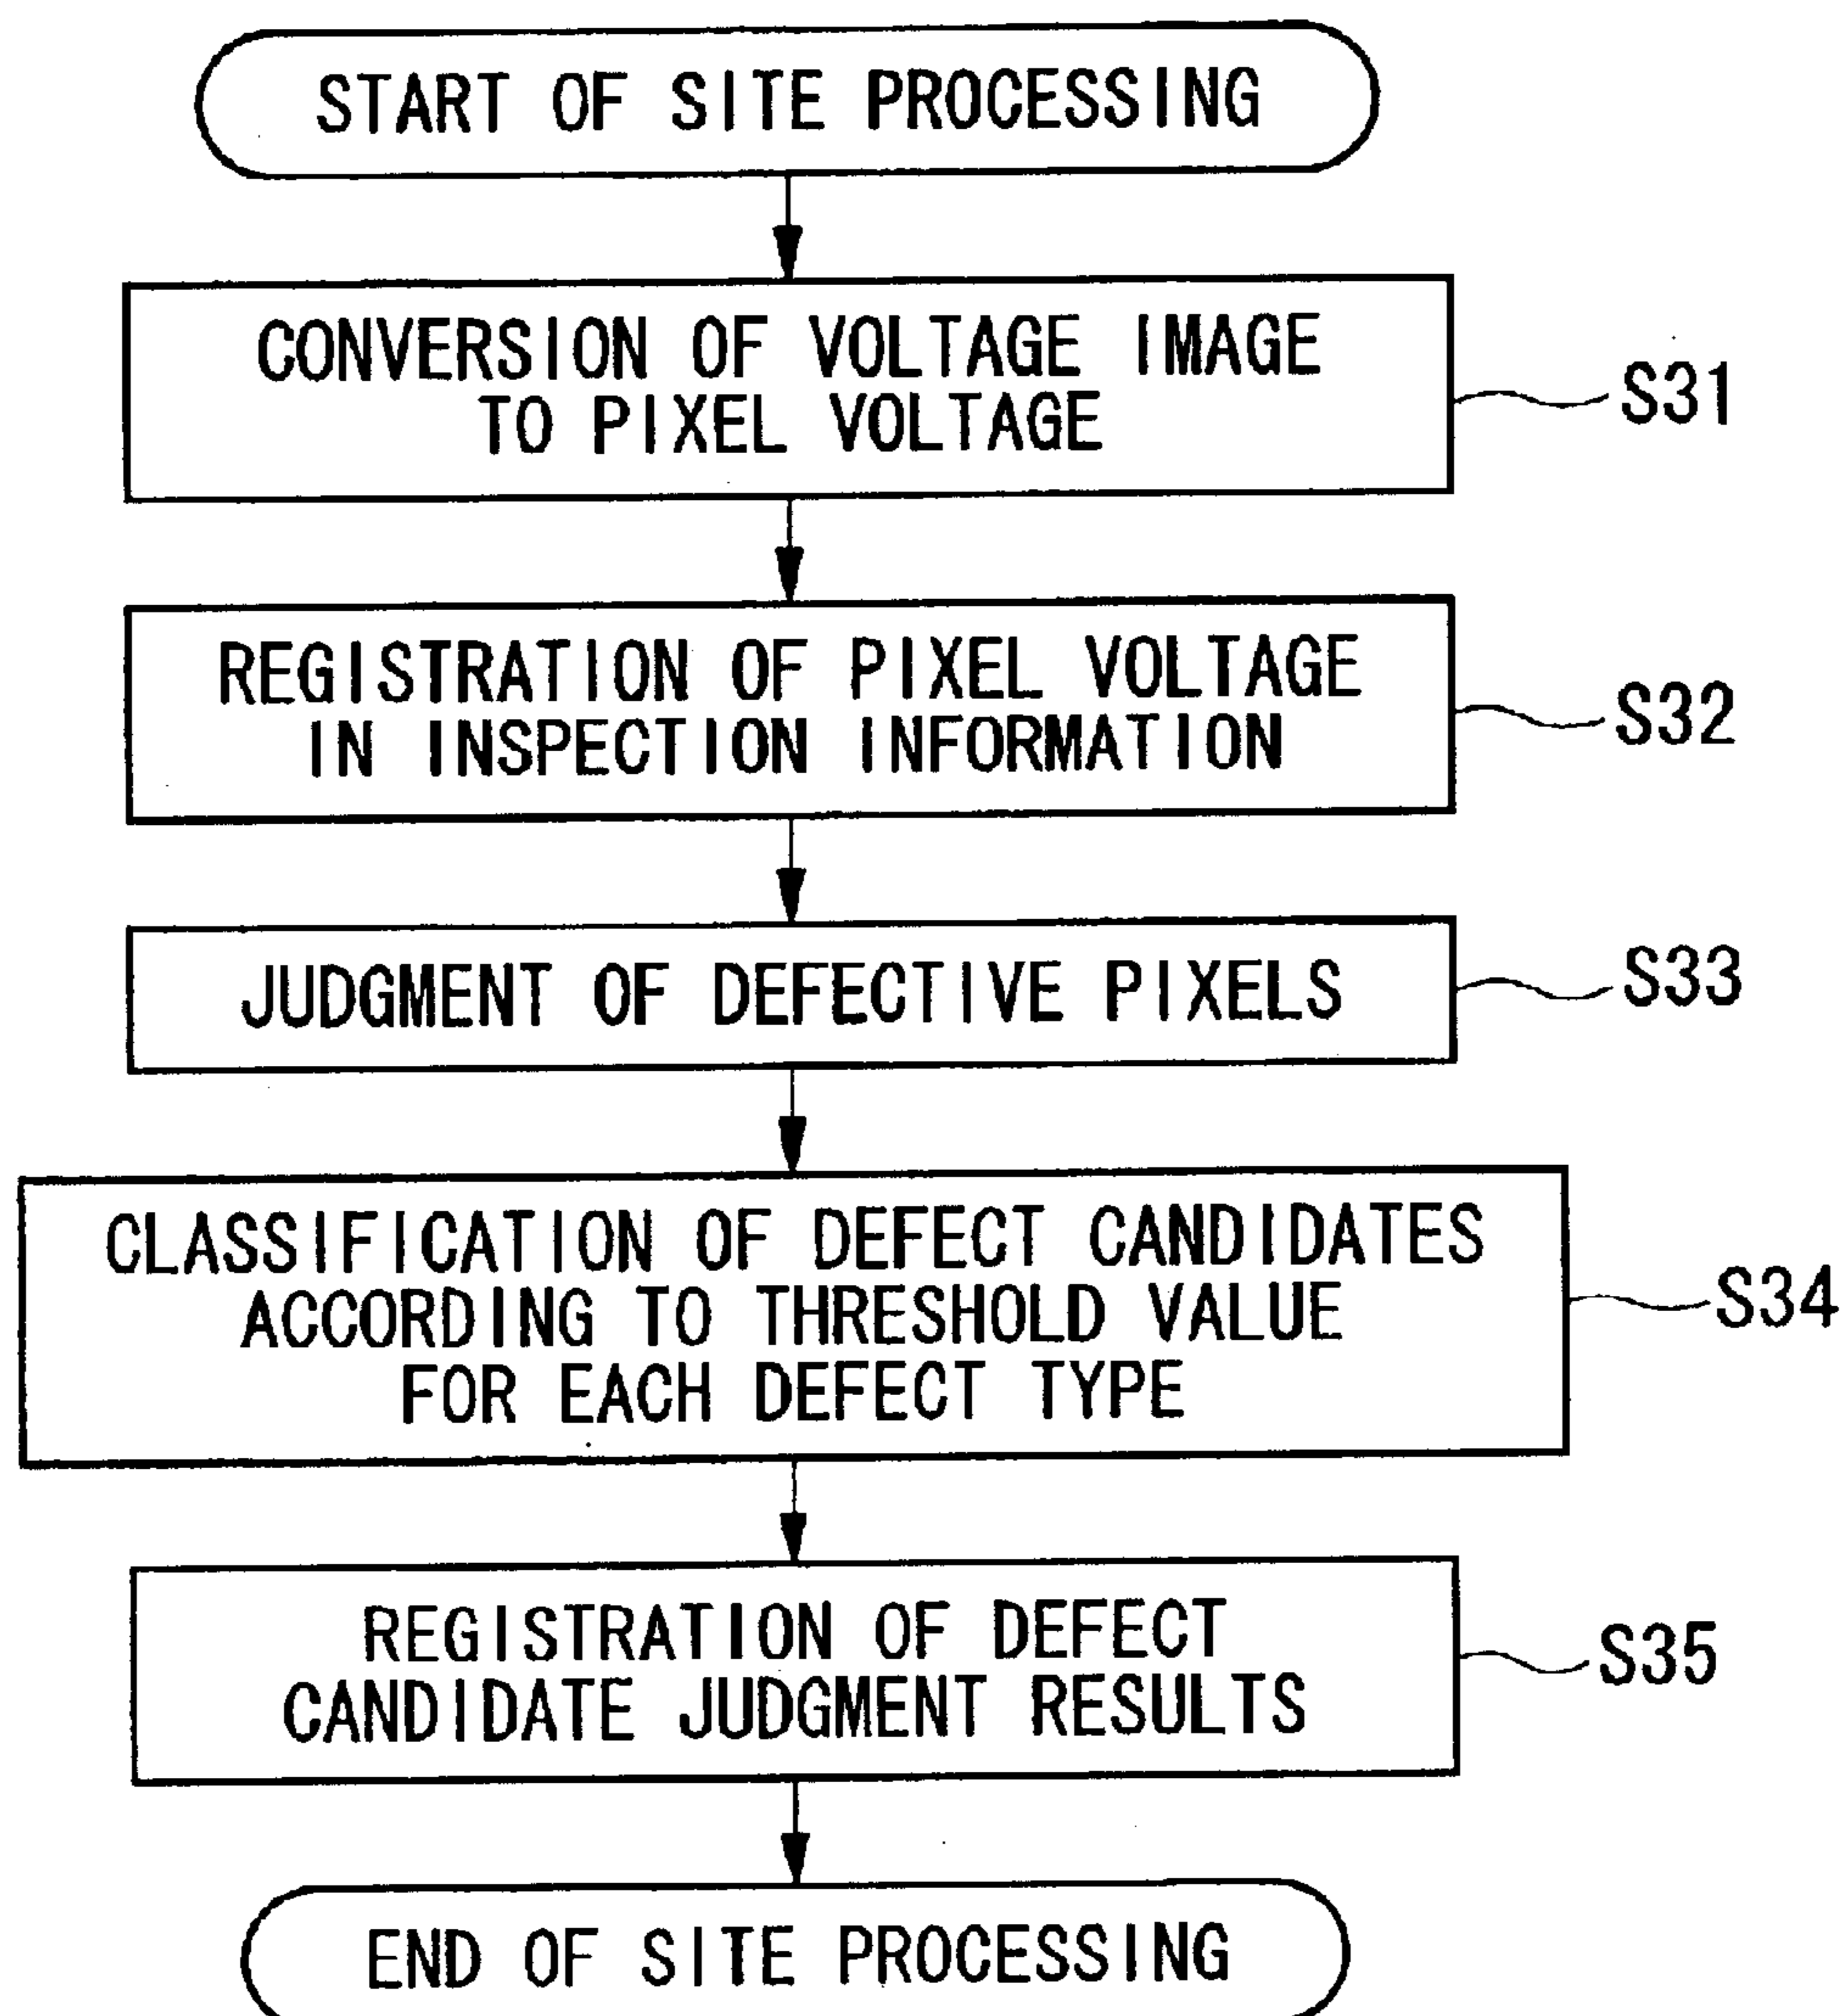 START OF SITE PROCESSING
CONVERSION OF VOLTAGE IMAGE
TO PIXEL VOLTAGE
S31
REGISTRATION OF PIXEL VOLTAGE
IN INSPECTION INFORMATION
S32
JUDGMENT OF DEFECTIVE PIXELS
S33
CLASSIFICATION OF DEFECT CANDIDATES
ACCORDING TO THRESHOLD VALUE
FOR EACH DEFECT TYPE
S34
REGISTRATION OF DEFECT
CANDIDATE JUDGMENT RESULTS
S35
END OF SITE PROCESSING